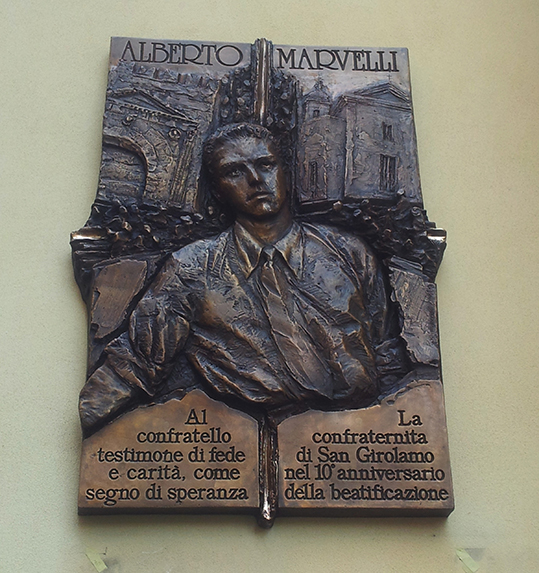 ALBERTO MARVELLI
Al
confratello
testimone di fede
e carità, come
segno di speranza
La
confraternita
di San Girolamo
nel 10° anniversario
della beatificazione